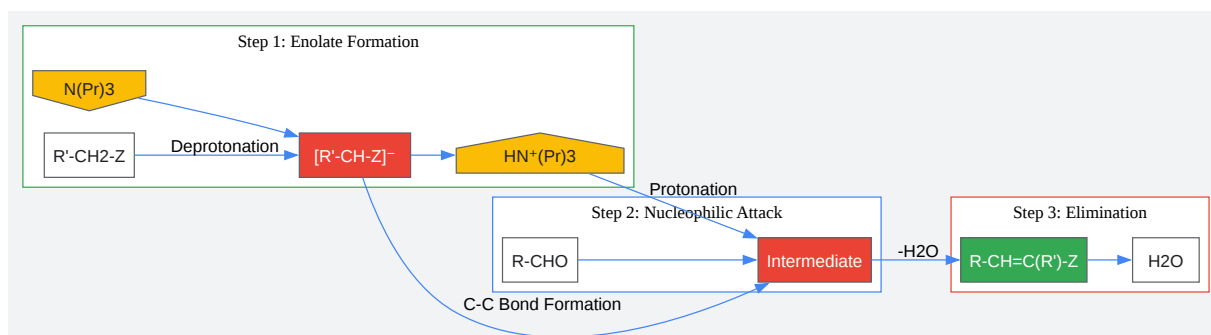 Step 1: Enolate Formation
N(Pr)3
R'-CH2-Z
Deprotonation
[R'-CH-Z]⁻
HN⁺(Pr)3
Protonation
Step 2: Nucleophilic Attack
R-CHO
Intermediate
C-C Bond Formation
-H2O
Step 3: Elimination
R-CH=C(R')-Z
H2O